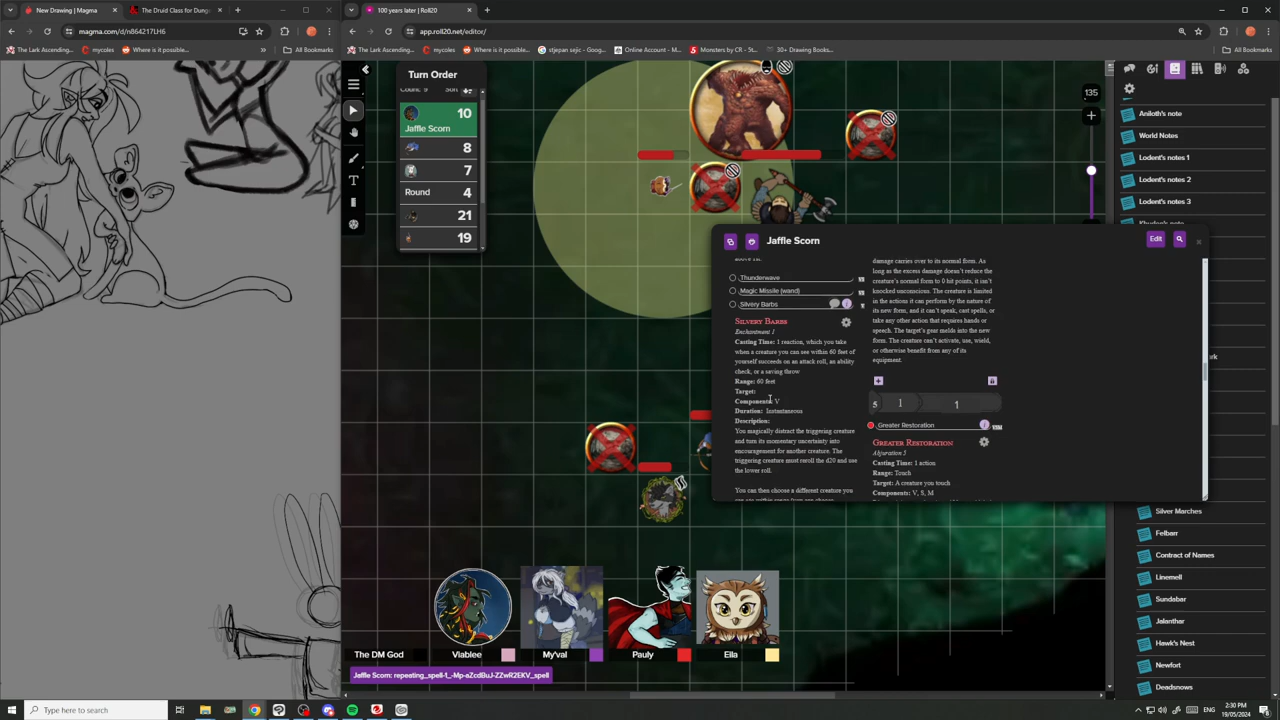 New Drawing | Magma
The Druid Class for Dung
100 years later | Roll20
magma.com/d/n864217LH6
app.roll20.net/editor/
The Lark Ascending
mycoles
Where is it possible...
All Bookmarks
The Lark Ascending...
mycoles
Where is it possible...
stjepan sejic - Goog...
Online Account - M...
Monsters by CR - St...
30+ Drawing Books...
All Bookmarks
Turn Order
10
Jaffle Scorn
8
7
Round 4
21
19
135
Aniloth's note
World Notes
Lodent's notes 1
Lodent's notes 2
Lodent's notes 3
Jaffle Scorn
Edit
Thunderwave
Magic Missile (wand)
Silvery Barbs
Silvery Barbs
Enchantment 1
Casting Time: 1 reaction, which you take
when a creature you can see within 60 feet of
yourself succeeds on an attack roll, an ability
check, or a saving throw
Range: 60 feet
Target:
Components: V
Duration: Instantaneous
Description:
You magically distract the triggering creature
and turn its momentary uncertainty into
encouragement for another creature. The
triggering creature must reroll the d20 and use
the lower roll.
You can then choose a different creature you
damage carries over to its normal form. As
long as the excess damage doesn't reduce the
creature's normal form to 0 hit points, it isn't
knocked unconscious. The creature is limited
in the actions it can perform by the nature of
its new form, and it can't speak, cast spells, or
take any other action that requires hands or
speech. The target's gear melds into the new
form. The creature can't activate, use, wield,
or otherwise benefit from any of its
equipment.
5 1 1
Greater Restoration
Greater Restoration
Abjuration 5
Casting Time: 1 action
Range: Touch
Target: A creature you touch
Components: V, S, M
Silver Marches
Felbarr
Contract of Names
Linemell
Sundabar
Jalanthar
Hawk's Nest
Newfort
Deadsnows
The DM God
Viablee
My'val
Pauly
Ella
Jaffle Scorn: repeating_spell-1_-Mp-aZcdBuJ-ZZwR2EKV_spell
Type here to search
ENG
2:30 PM
19/05/2024